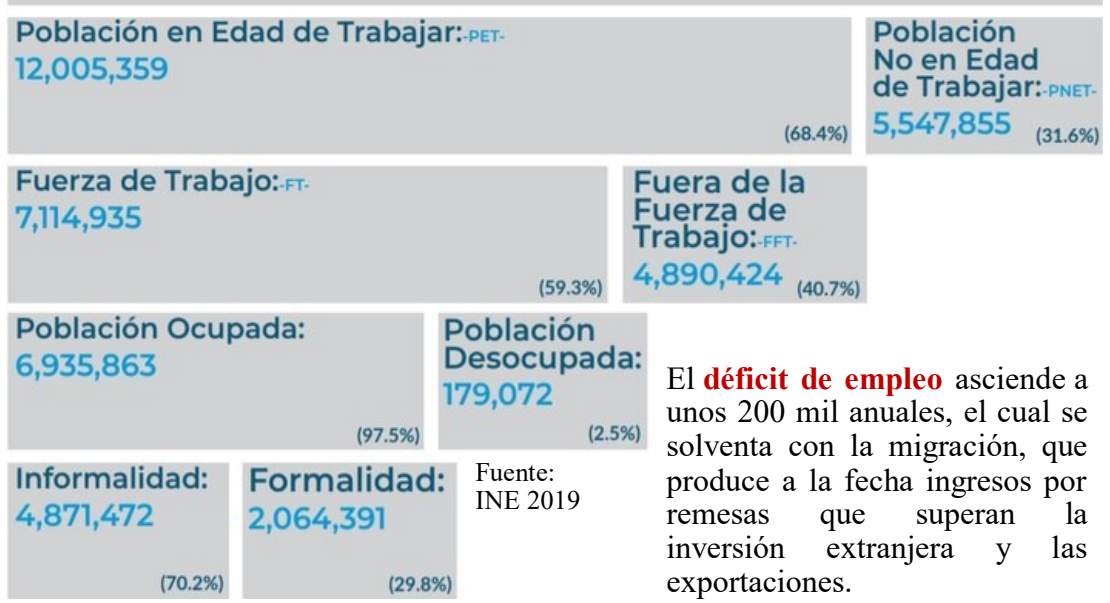 Población en Edad de Trabajar:-PET-
12,005,359
(68.4%)
Población
No en Edad
de Trabajar:-PNET-
5,547,855 (31.6%)
Fuerza de Trabajo:-FT-
7,114,935
(59.3%)
Fuera de la
Fuerza de
Trabajo:-FFT-
4,890,424 (40.7%)
Población Ocupada:
6,935,863
(97.5%)
Población
Desocupada:
179,072
(2.5%)
Informalidad:
4,871,472
(70.2%)
Formalidad:
2,064,391
(29.8%)
Fuente:
INE 2019
El déficit de empleo asciende a
unos 200 mil anuales, el cual se
solventa con la migración, que
produce a la fecha ingresos por
remesas que superan la
inversión extranjera y las
exportaciones.